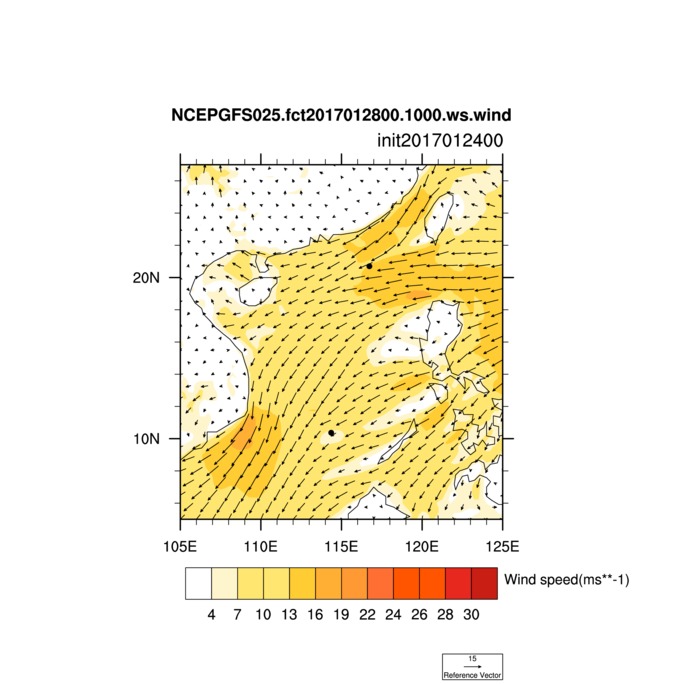 NCEPGFS025.fct2017012800.1000.ws.wind
init2017012400
20N
10N
105E 110E 115E 120E 125E
Wind speed(ms**-1)
4 7 10 13 16 19 22 24 26 28 30
15
Reference Vector